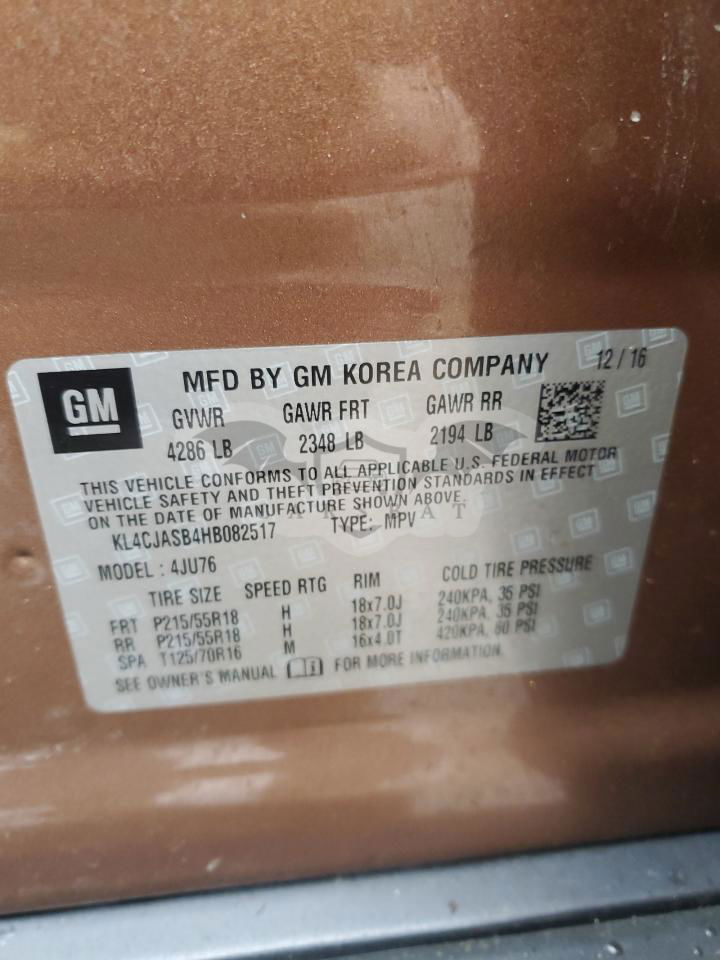 GM
MFD BY GM KOREA COMPANY 12 / 16
GVWR GAWR FRT GAWR RR
4286 LB 2348 LB 2194 LB
THIS VEHICLE CONFORMS TO ALL APPLICABLE U.S. FEDERAL MOTOR
VEHICLE SAFETY AND THEFT PREVENTION STANDARDS IN EFFECT
ON THE DATE OF MANUFACTURE SHOWN ABOVE.
KL4CJASB4HB082517 TYPE: MPV
MODEL : 4JU76
TIRE SIZE SPEED RTG RIM COLD TIRE PRESSURE
FRT P215/55R18 H 18x7.0J 240KPA, 35 PSI
RR P215/55R18 H 18x7.0J 240KPA, 35 PSI
SPA T125/70R16 M 16x4.0T 420KPA, 60 PSI
SEE OWNER'S MANUAL FOR MORE INFORMATION.